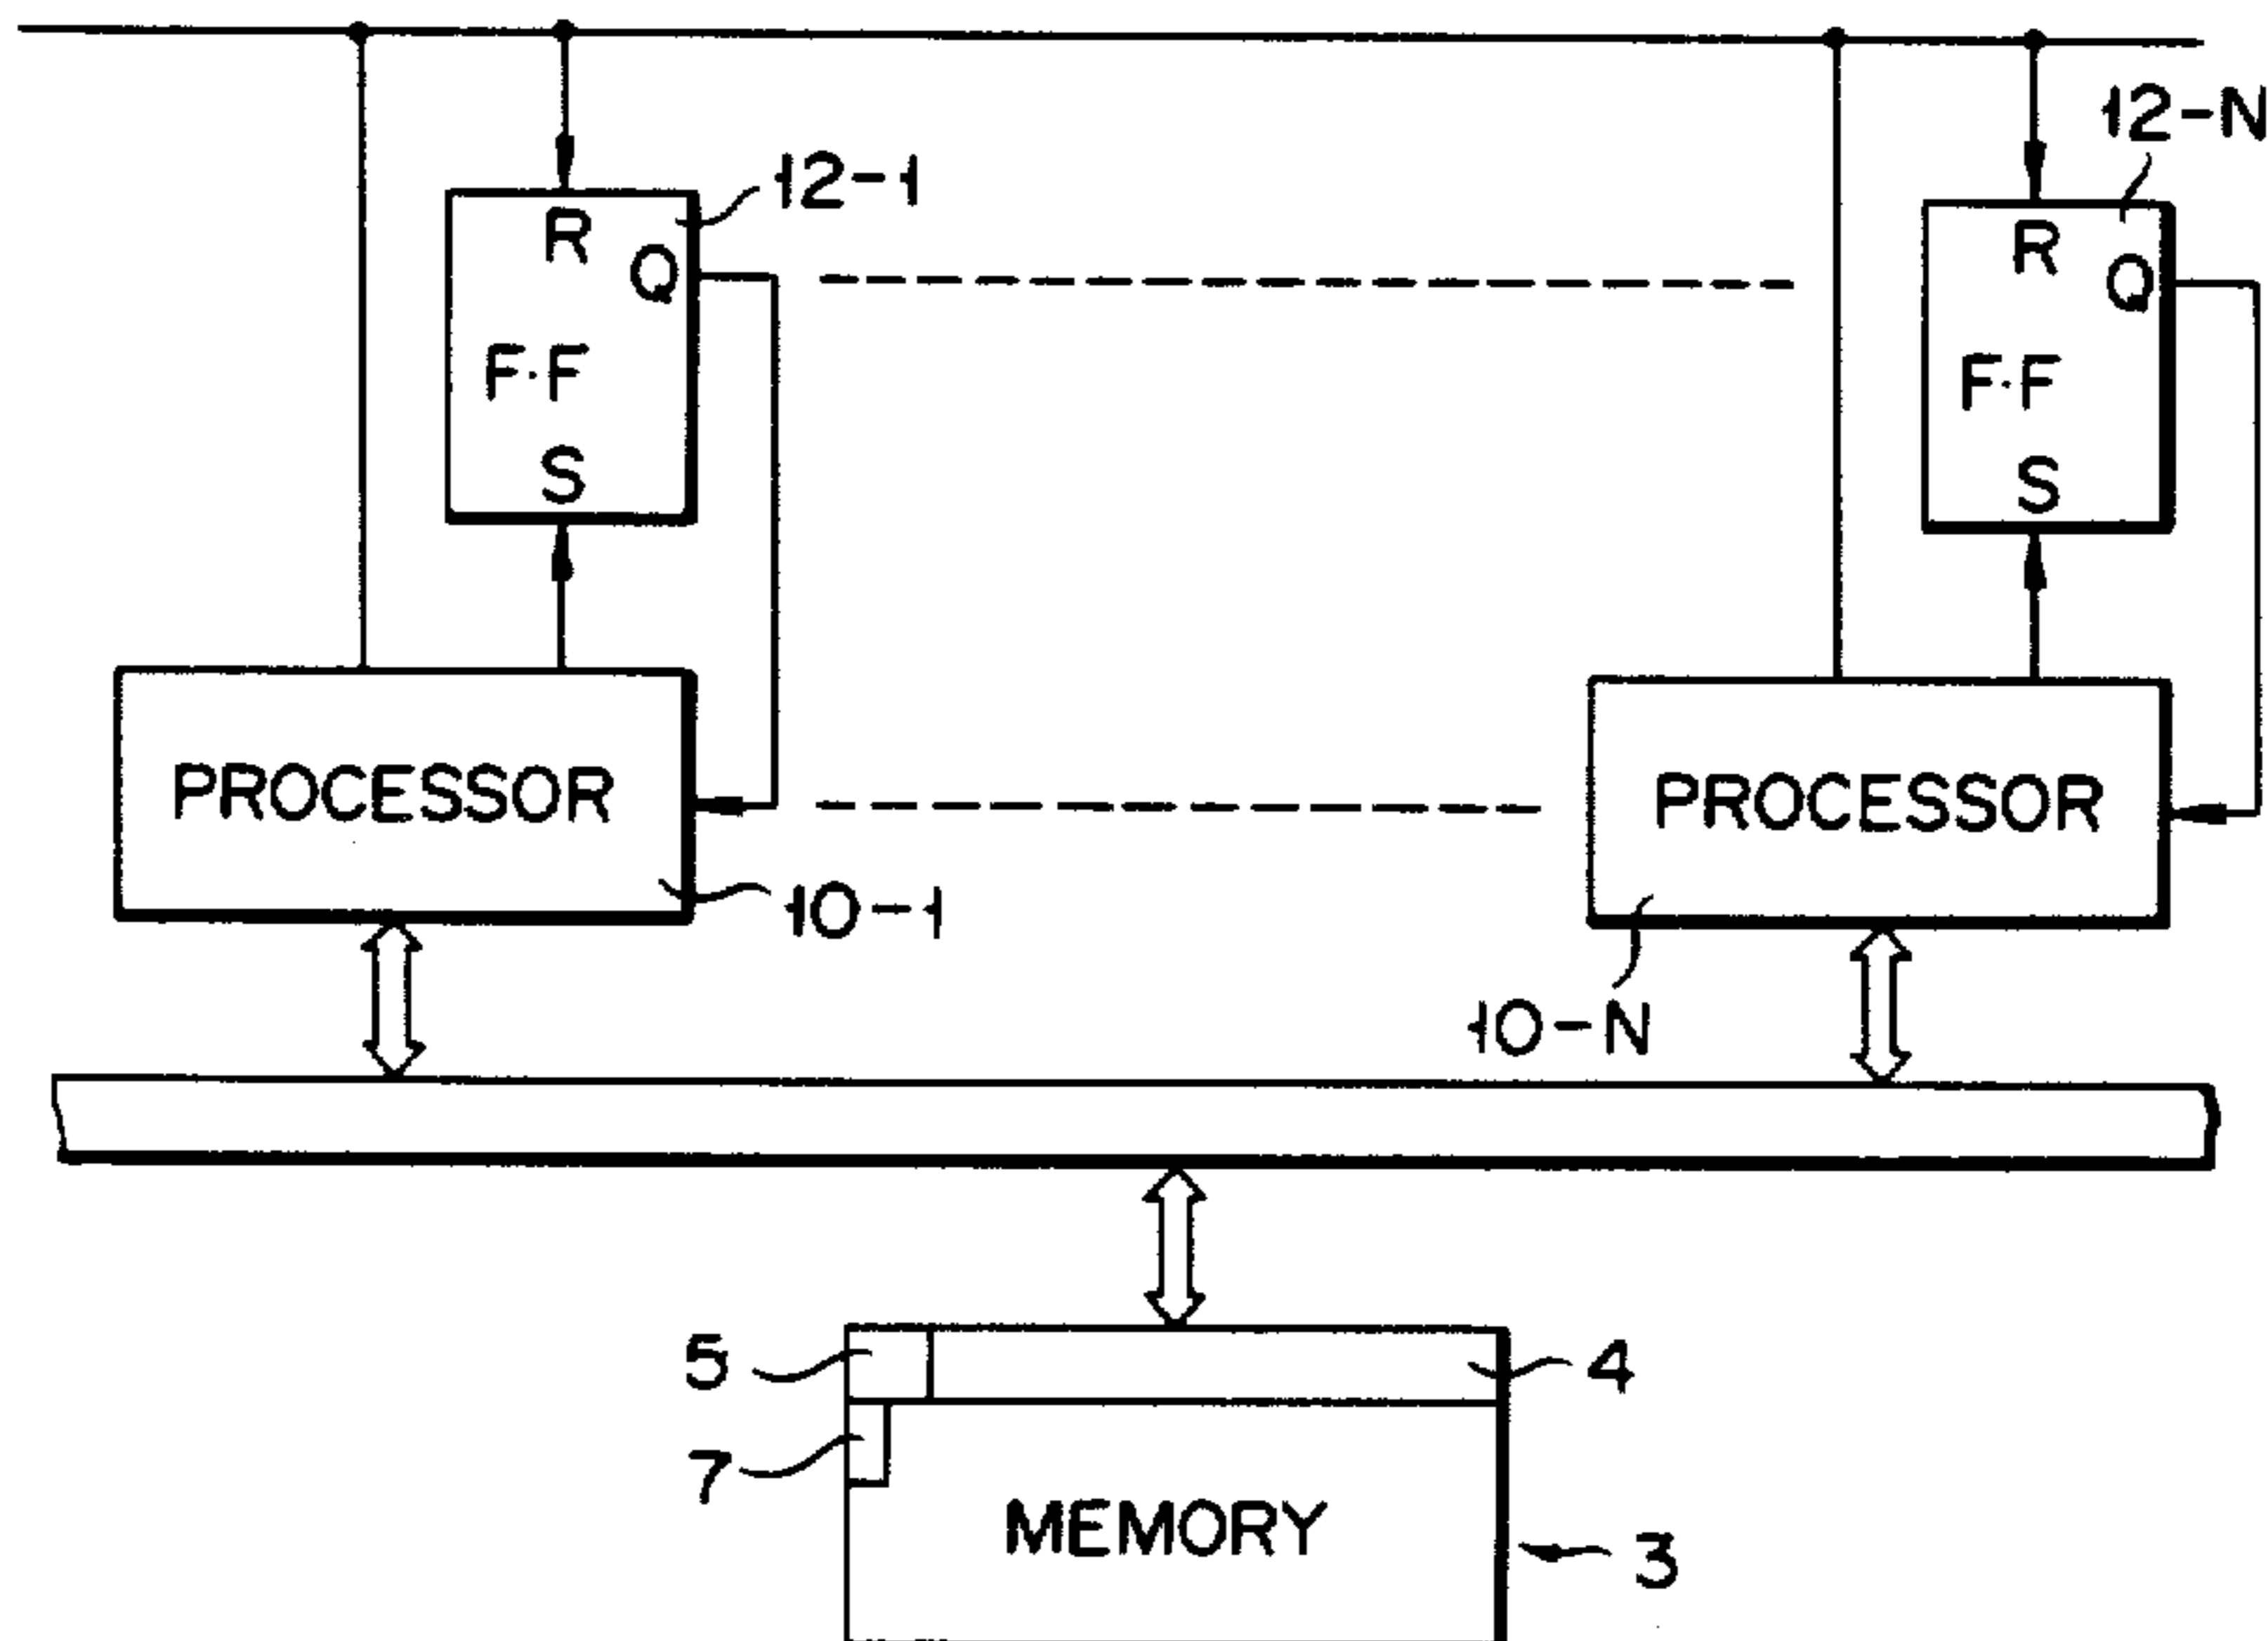 12-N
12-1
R
Q
F·F
S
R
Q
F·F
S
PROCESSOR
PROCESSOR
10-1
10-N
5
4
7
MEMORY
3